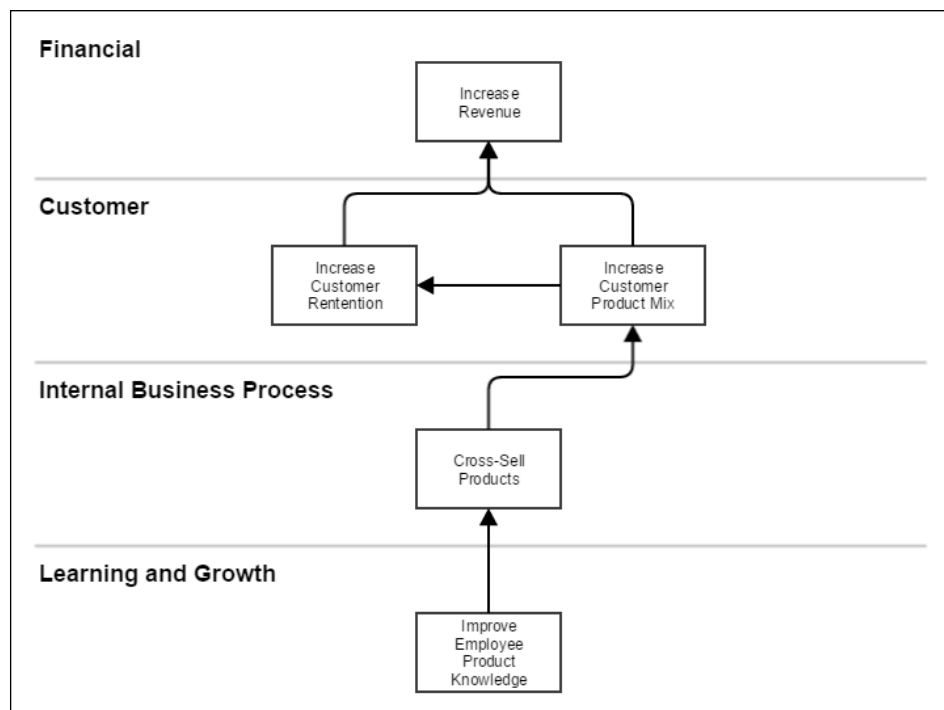 Financial
Increase
Revenue
Customer
Increase
Customer
Rentention
Increase
Customer
Product Mix
Internal Business Process
Cross-Sell
Products
Learning and Growth
Improve
Employee
Product
Knowledge